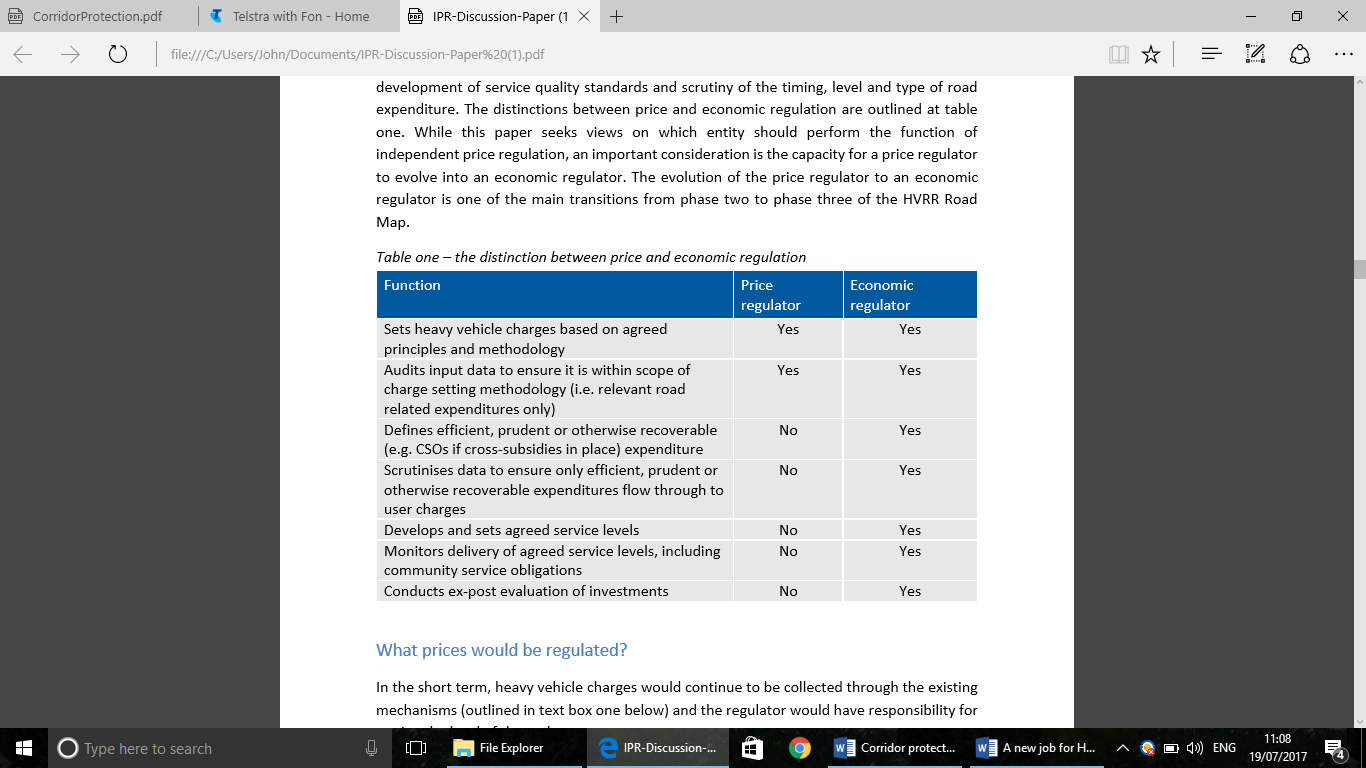 CorridorProtection.pdf
Telstra with Fon - Home
IPR-Discussion-Paper (1
file:///C:/Users/John/Documents/IPR-Discussion-Paper%20(1).pdf
development of service quality standards and scrutiny of the timing, level and type of road
expenditure. The distinctions between price and economic regulation are outlined at table
one. While this paper seeks views on which entity should perform the function of
independent price regulation, an important consideration is the capacity for a price regulator
to evolve into an economic regulator. The evolution of the price regulator to an economic
regulator is one of the main transitions from phase two to phase three of the HVRR Road
Map.
Table one – the distinction between price and economic regulation
Function Price Economic
regulator regulator
Sets heavy vehicle charges based on agreed Yes Yes
principles and methodology
Audits input data to ensure it is within scope of Yes Yes
charge setting methodology (i.e. relevant road
related expenditures only)
Defines efficient, prudent or otherwise recoverable No Yes
(e.g. CSOs if cross-subsidies in place) expenditure
Scrutinises data to ensure only efficient, prudent or No Yes
otherwise recoverable expenditures flow through to
user charges
Develops and sets agreed service levels No Yes
Monitors delivery of agreed service levels, including No Yes
community service obligations
Conducts ex-post evaluation of investments No Yes
What prices would be regulated?
In the short term, heavy vehicle charges would continue to be collected through the existing
mechanisms (outlined in text box one below) and the regulator would have responsibility for
Type here to search
File Explorer
IPR-Discussion-...
Corridor protect...
A new job for H...
ENG
11:08
19/07/2017
4